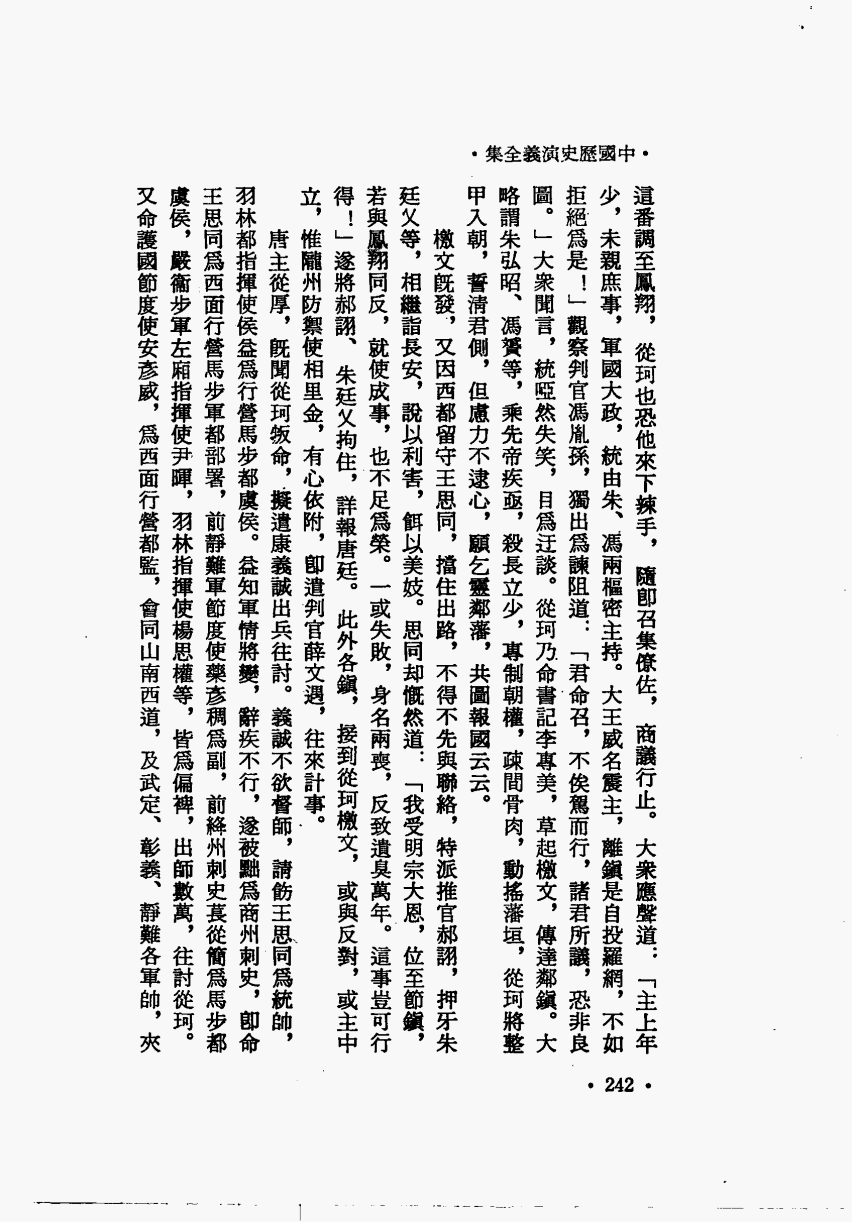 ·中國歷史演義全集·
這番調至鳳翔，從珂也恐他來下辣手，隨卽召集僚佐，商議行止。大衆應聲道：「主上年
少，未親庶事，軍國大政，統由朱、馮兩樞密主持。大王威名震主，離鎭是自投羅網，不如
拒絕爲是！」觀察判官馮胤孫，獨出爲諫阻道：「君命召，不俟駕而行，諸君所議，恐非良
圖。」大衆聞言，統啞然失笑，目爲迂談。從珂乃命書記李專美，草起檄文，傳達鄰鎭。大
略謂朱弘昭、馮贇等，乘先帝疾亟，殺長立少，專制朝權，疎間骨肉，動搖藩垣，從珂將整
甲入朝，誓清君側，但慮力不逮心，願乞靈鄰藩，共圖報國云云。
檄文旣發，又因西都留守王思同，擋住出路，不得不先與聯絡，特派推官郝詡，押牙朱
廷乂等，相繼詣長安，說以利害，餌以美妓。思同却慨然道：「我受明宗大恩，位至節鎭，
若與鳳翔同反，就使成事，也不足爲榮。一或失敗，身名兩喪，反致遺臭萬年。這事豈可行
得！」遂將郝詡、朱廷乂拘住，詳報唐廷。此外各鎭，接到從珂檄文，或與反對，或主中
立，惟隴州防禦使相里金，有心依附，卽遣判官薛文遇，往來計事。
唐主從厚，旣聞從珂叛命，擬遣康義誠出兵往討。義誠不欲督師，請飭王思同爲統帥，
羽林都指揮使侯益爲行營馬步都虞侯。益知軍情將變，辭疾不行，遂被黜爲商州刺史，卽命
王思同爲西面行營馬步軍都部署，前靜難軍節度使藥彥稠爲副，前絳州刺史萇從簡爲馬步都
虞侯，嚴衞步軍左廂指揮使尹暉，羽林指揮使楊思權等，皆爲偏裨，出師數萬，往討從珂。
又命護國節度使安彥威，爲西面行營都監，會同山南西道，及武定、彰義、靜難各軍帥，夾
·242·